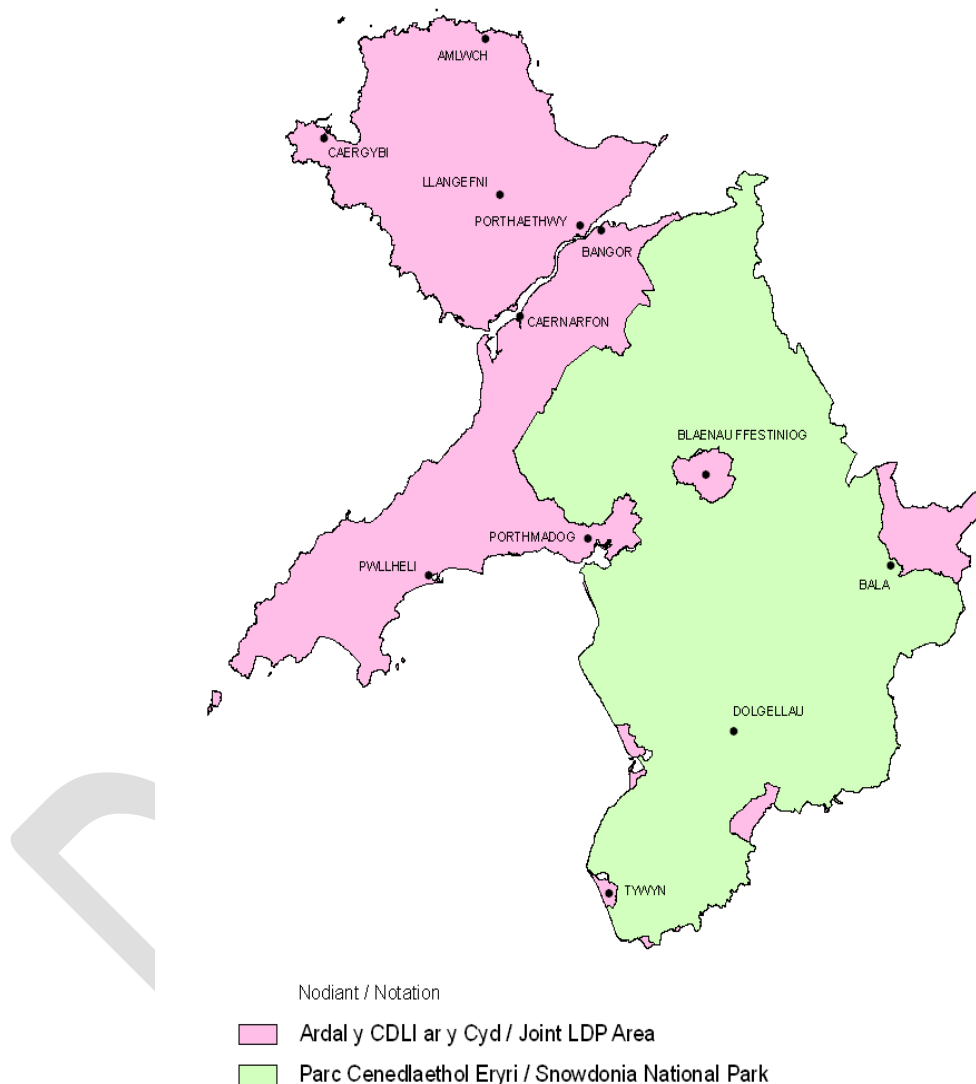 AMLWCH
CAERGYBI
LLANGEFNI
PORTHAETHWY
BANGOR
CAERNARFON
BLAENAU FFESTINIOG
PORTHMADOG
PWLLHELI
BALA
DOLGELLAU
TYWYN
Nodiant / Notation
Ardal y CDLl ar y Cyd / Joint LDP Area
Parc Cenedlaethol Eryri / Snowdonia National Park